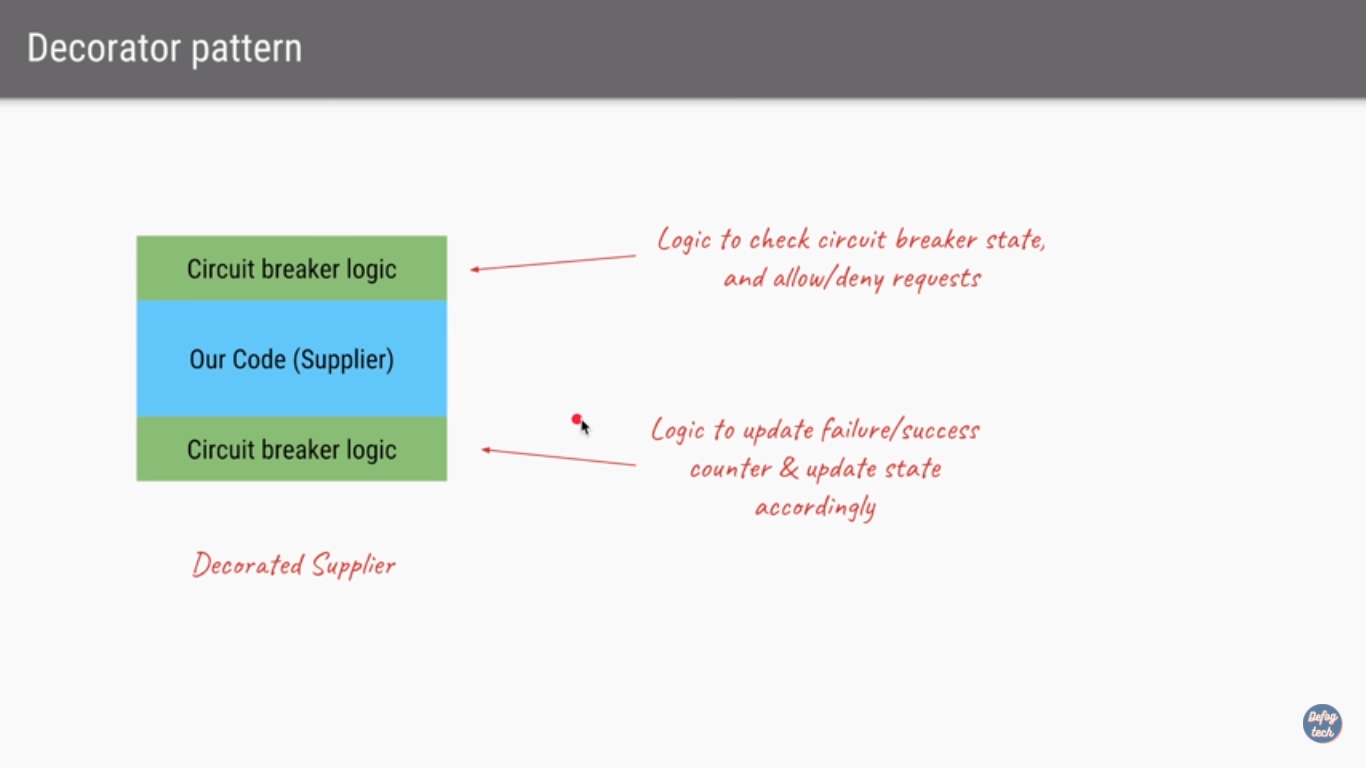 Decorator pattern
Circuit breaker logic
Logic to check circuit breaker state,
and allow/deny requests
Our Code (Supplier)
Circuit breaker logic
Logic to update failure/success
counter & update state
accordingly
Decorated Supplier
Defog
tech